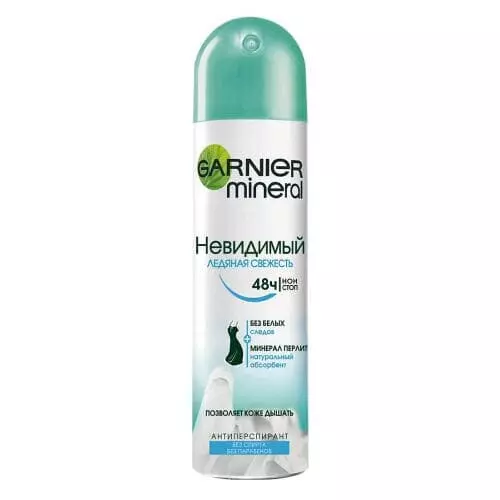 GARNIER
mineral
Невидимый
ЛЕДЯНАЯ СВЕЖЕСТЬ
48ч НОН
СТОП
БЕЗ БЕЛЫХ
следов
+
МИНЕРАЛ ПЕРЛИТ
натуральный
абсорбент
ПОЗВОЛЯЕТ КОЖЕ ДЫШАТЬ
АНТИПЕРСПИРАНТ
БЕЗ СПИРТА
БЕЗ ПАРАБЕНОВ